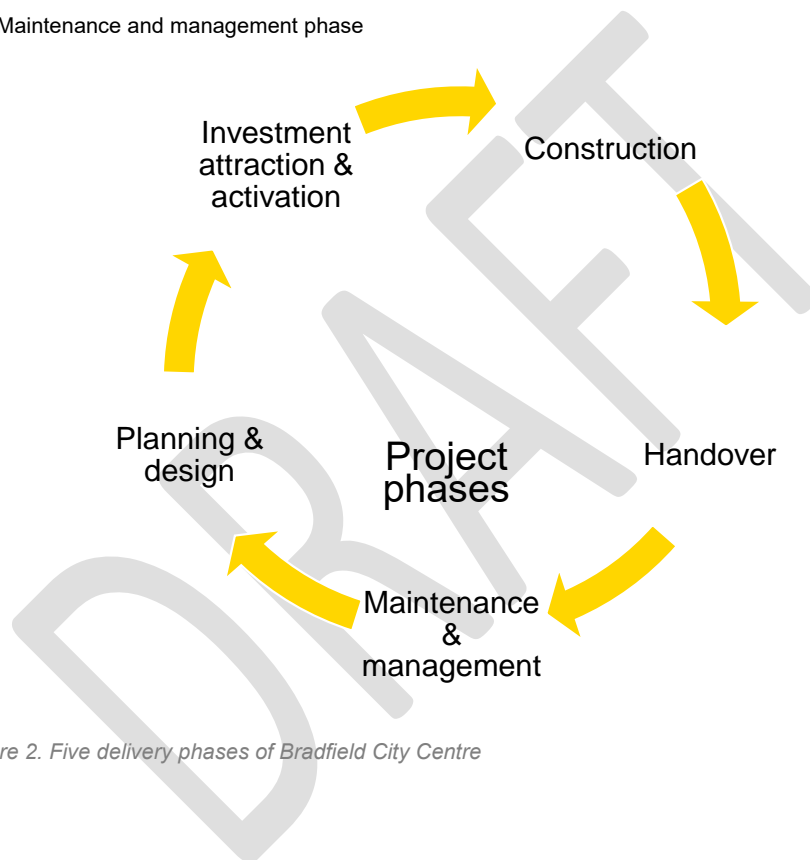 Maintenance and management phase
Investment
attraction &
activation
Construction
Planning &
design
Project
phases
Handover
Maintenance
&
management
re 2. Five delivery phases of Bradfield City Centre
DRAFT